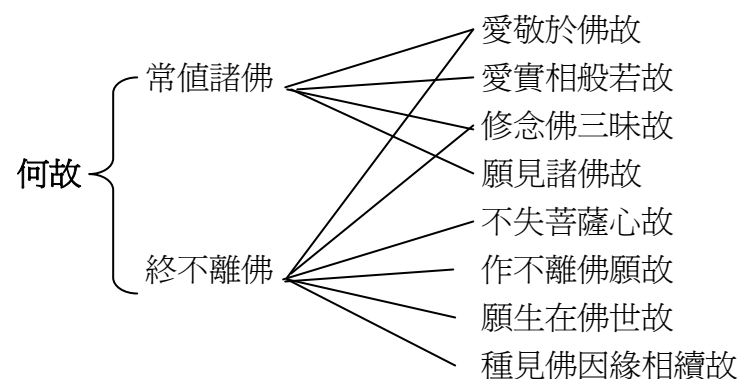 愛敬於佛故
常值諸佛
愛實相般若故
修念佛三昧故
何故
願見諸佛故
不失菩薩心故
終不離佛
作不離佛願故
願生在佛世故
種見佛因緣相續故